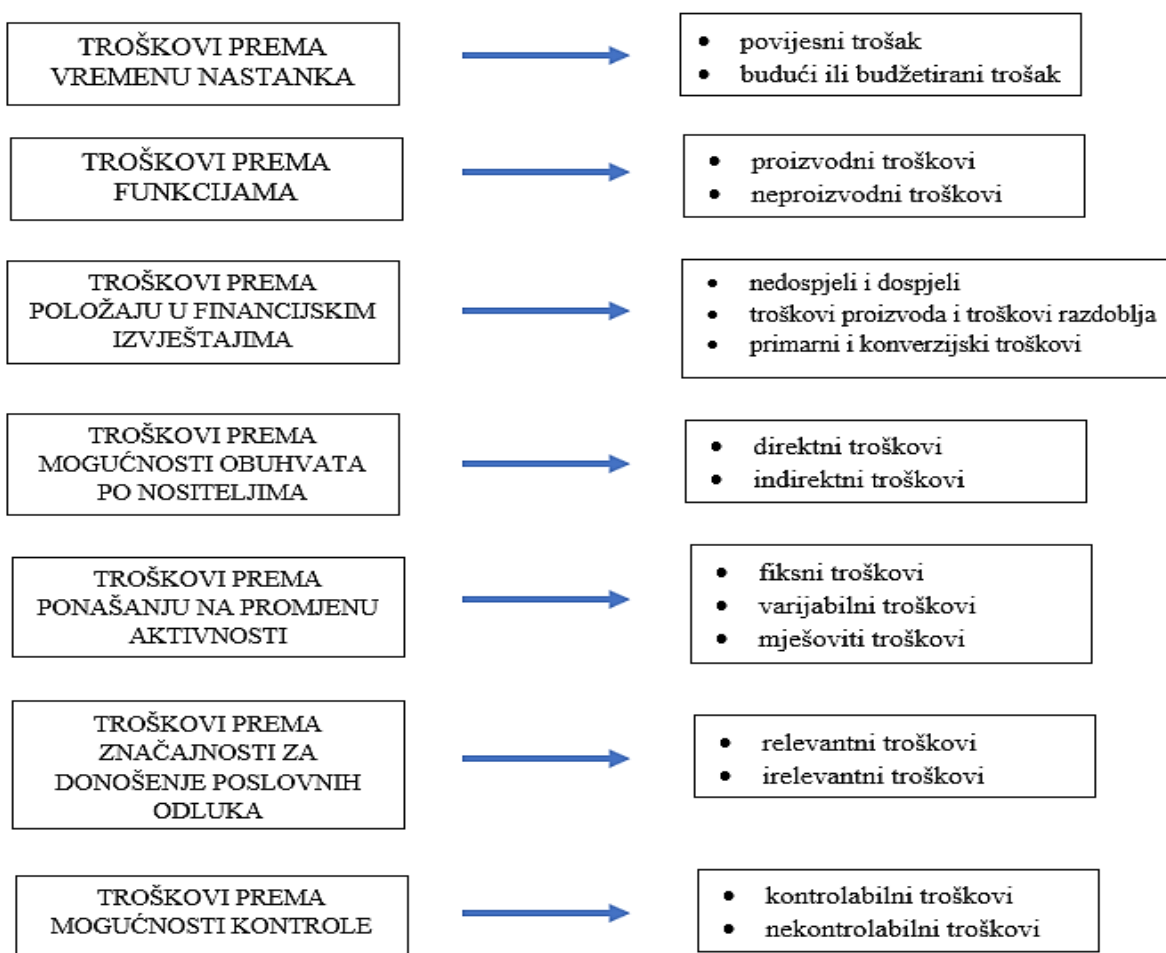 TROŠKOVI PREMA
VREMENU NASTANKA
• povijesni trošak
• budući ili budžetirani trošak
TROŠKOVI PREMA
FUNKCIJAMA
• proizvodni troškovi
• neproizvodni troškovi
TROŠKOVI PREMA
POLOŽAJU U FINANCIJSKIM
IZVJEŠTAJIMA
• nedospjeli i dospjeli
• troškovi proizvoda i troškovi razdoblja
• primarni i konverzijski troškovi
TROŠKOVI PREMA
MOGUĆNOSTI OBUHVATA
PO NOSITELJIMA
• direktni troškovi
• indirektni troškovi
TROŠKOVI PREMA
PONAŠANJU NA PROMJENU
AKTIVNOSTI
• fiksni troškovi
• varijabilni troškovi
• mješoviti troškovi
TROŠKOVI PREMA
ZNAČAJNOSTI ZA
DONOŠENJE POSLOVNIH
ODLUKA
• relevantni troškovi
• irelevantni troškovi
TROŠKOVI PREMA
MOGUĆNOSTI KONTROLE
• kontrolabilni troškovi
• nekontrolabilni troškovi